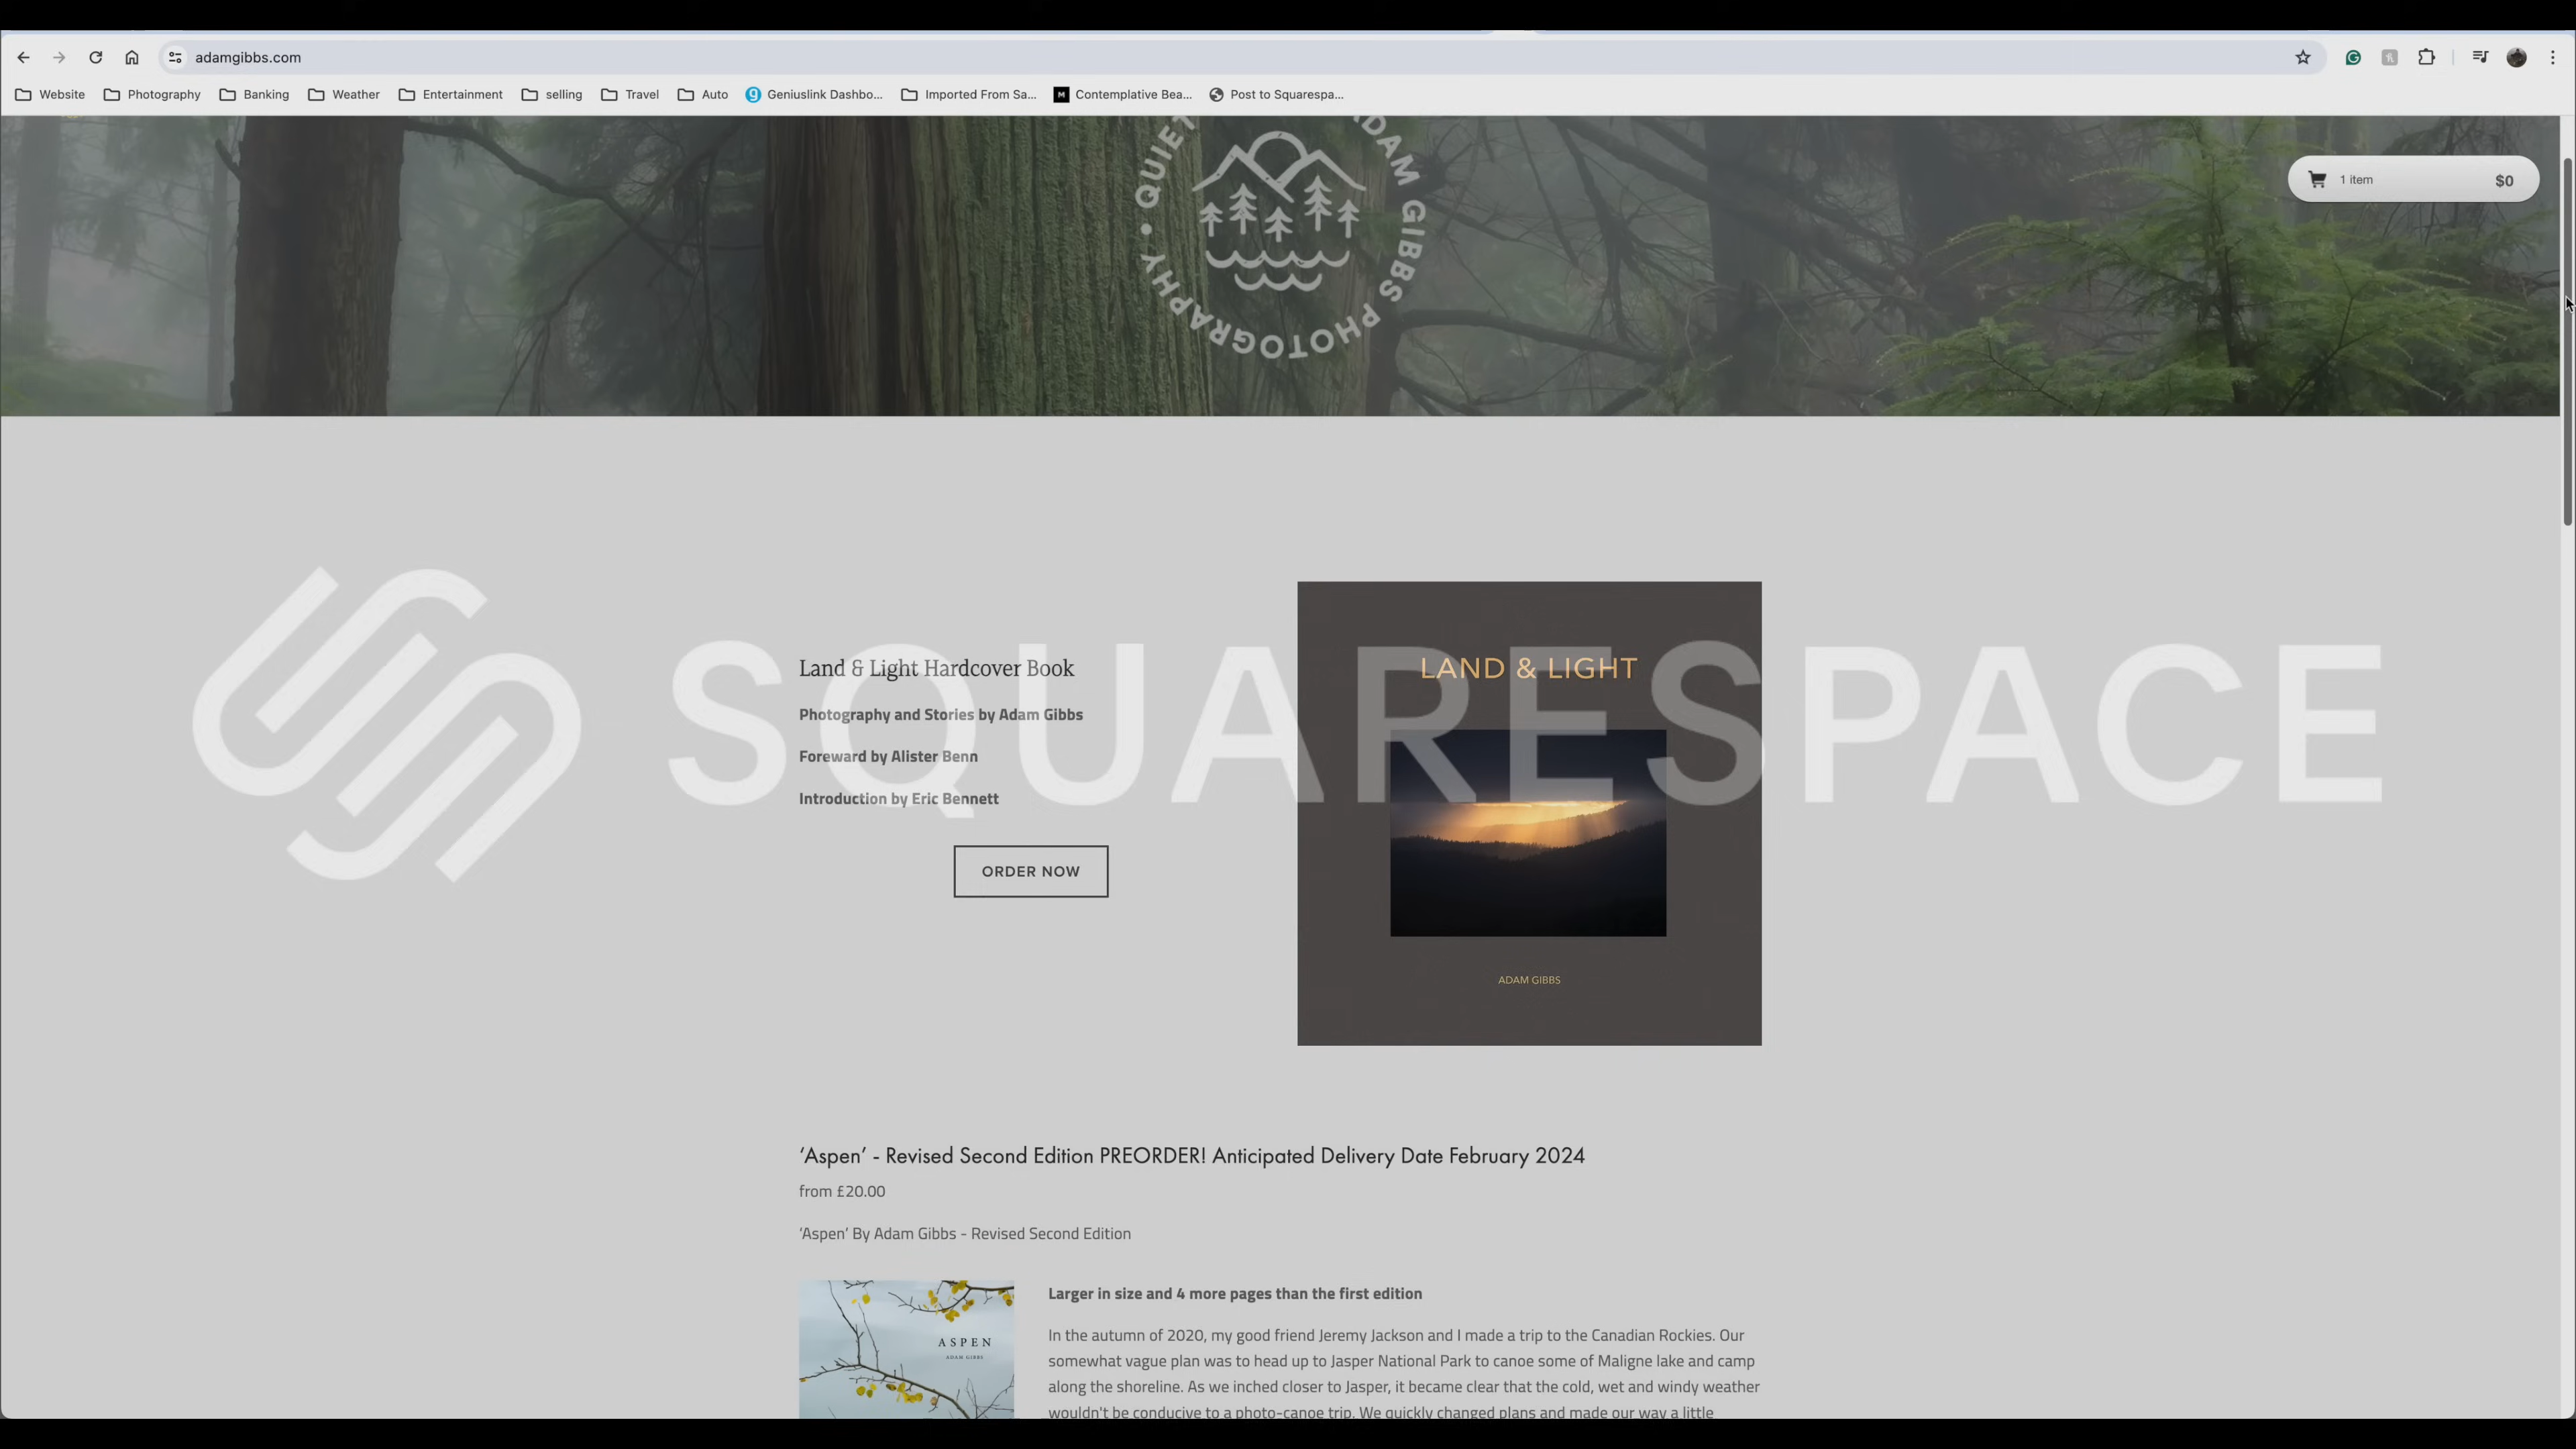 adamgibbs.com
Website Photography Banking Weather Entertainment selling Travel Auto Geniuslink Dashbo... Imported From Sa... Contemplative Bea... Post to Squarespa...
QUIET ADAM GIBBS PHOTOGRAPHY
1 item $0
SQUARESPACE
Land & Light Hardcover Book
Photography and Stories by Adam Gibbs
Foreward by Alister Benn
Introduction by Eric Bennett
ORDER NOW
LAND & LIGHT
ADAM GIBBS
‘Aspen’ - Revised Second Edition PREORDER! Anticipated Delivery Date February 2024
from £20.00
‘Aspen’ By Adam Gibbs - Revised Second Edition
ASPEN
ADAM GIBBS
Larger in size and 4 more pages than the first edition
In the autumn of 2020, my good friend Jeremy Jackson and I made a trip to the Canadian Rockies. Our
somewhat vague plan was to head up to Jasper National Park to canoe some of Maligne lake and camp
along the shoreline. As we inched closer to Jasper, it became clear that the cold, wet and windy weather
wouldn't be conducive to a photo-canoe trip. We quickly changed plans and made our way a little